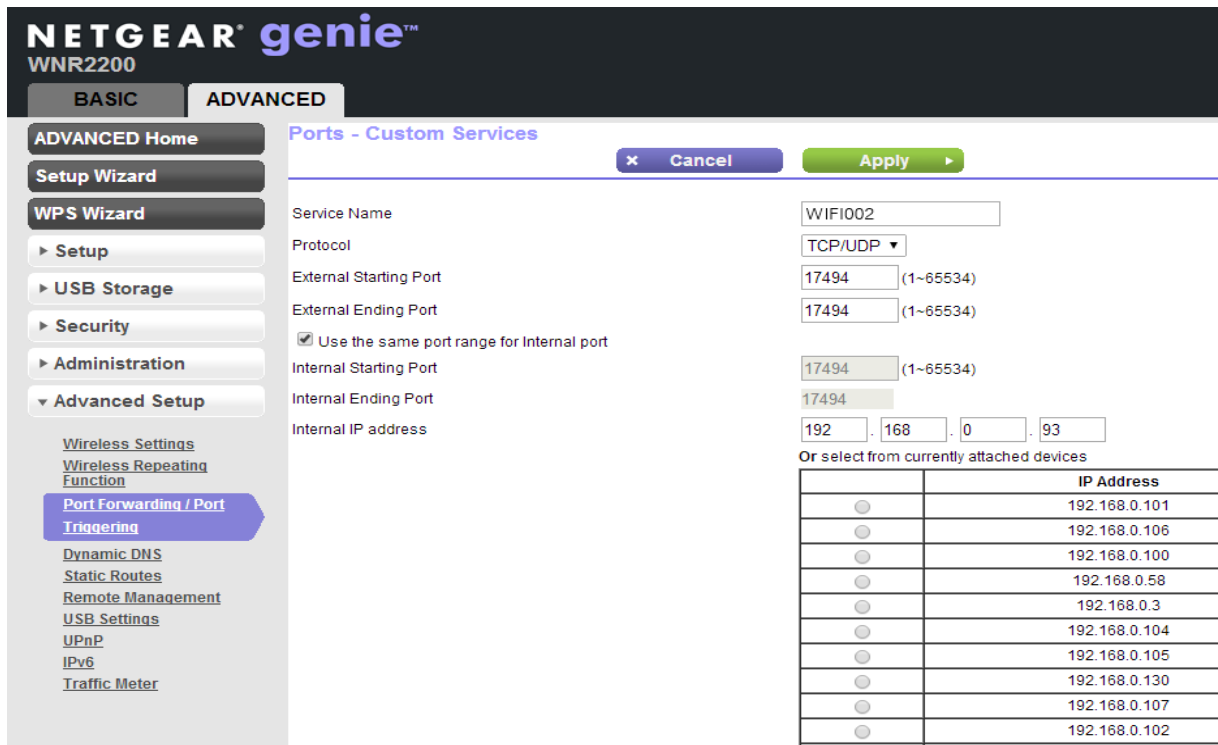 NETGEAR® genie™
WNR2200
BASIC
ADVANCED
ADVANCED Home
Setup Wizard
WPS Wizard
Setup
USB Storage
Security
Administration
Advanced Setup
Wireless Settings
Wireless Repeating
Function
Port Forwarding / Port
Triggering
Dynamic DNS
Static Routes
Remote Management
USB Settings
UPnP
IPv6
Traffic Meter
Ports - Custom Services
× Cancel
Apply
Service Name WIFI002
Protocol TCP/UDP
External Starting Port 17494 (1~65534)
External Ending Port 17494 (1~65534)
Use the same port range for Internal port
Internal Starting Port 17494 (1~65534)
Internal Ending Port 17494
Internal IP address 192 . 168 . 0 . 93
Or select from currently attached devices
IP Address
192.168.0.101
192.168.0.106
192.168.0.100
192.168.0.58
192.168.0.3
192.168.0.104
192.168.0.105
192.168.0.130
192.168.0.107
192.168.0.102